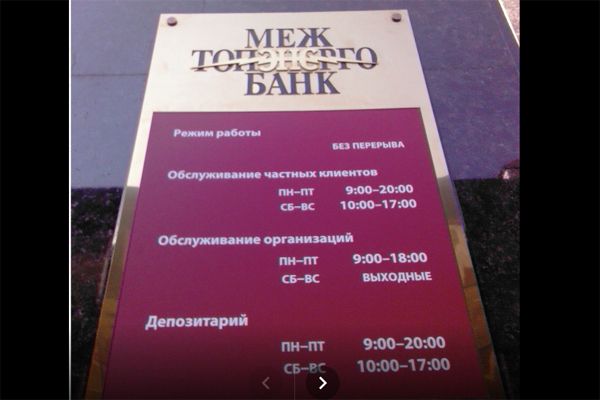 МЕЖ
ТОПЭНЕРГО
БАНК
Режим работы
БЕЗ ПЕРЕРЫВА
Обслуживание частных клиентов
ПН–ПТ 9:00–20:00
СБ–ВС 10:00–17:00
Обслуживание организаций
ПН–ПТ 9:00–18:00
СБ–ВС ВЫХОДНЫЕ
Депозитарий
ПН–ПТ 9:00–20:00
СБ–ВС 10:00–17:00